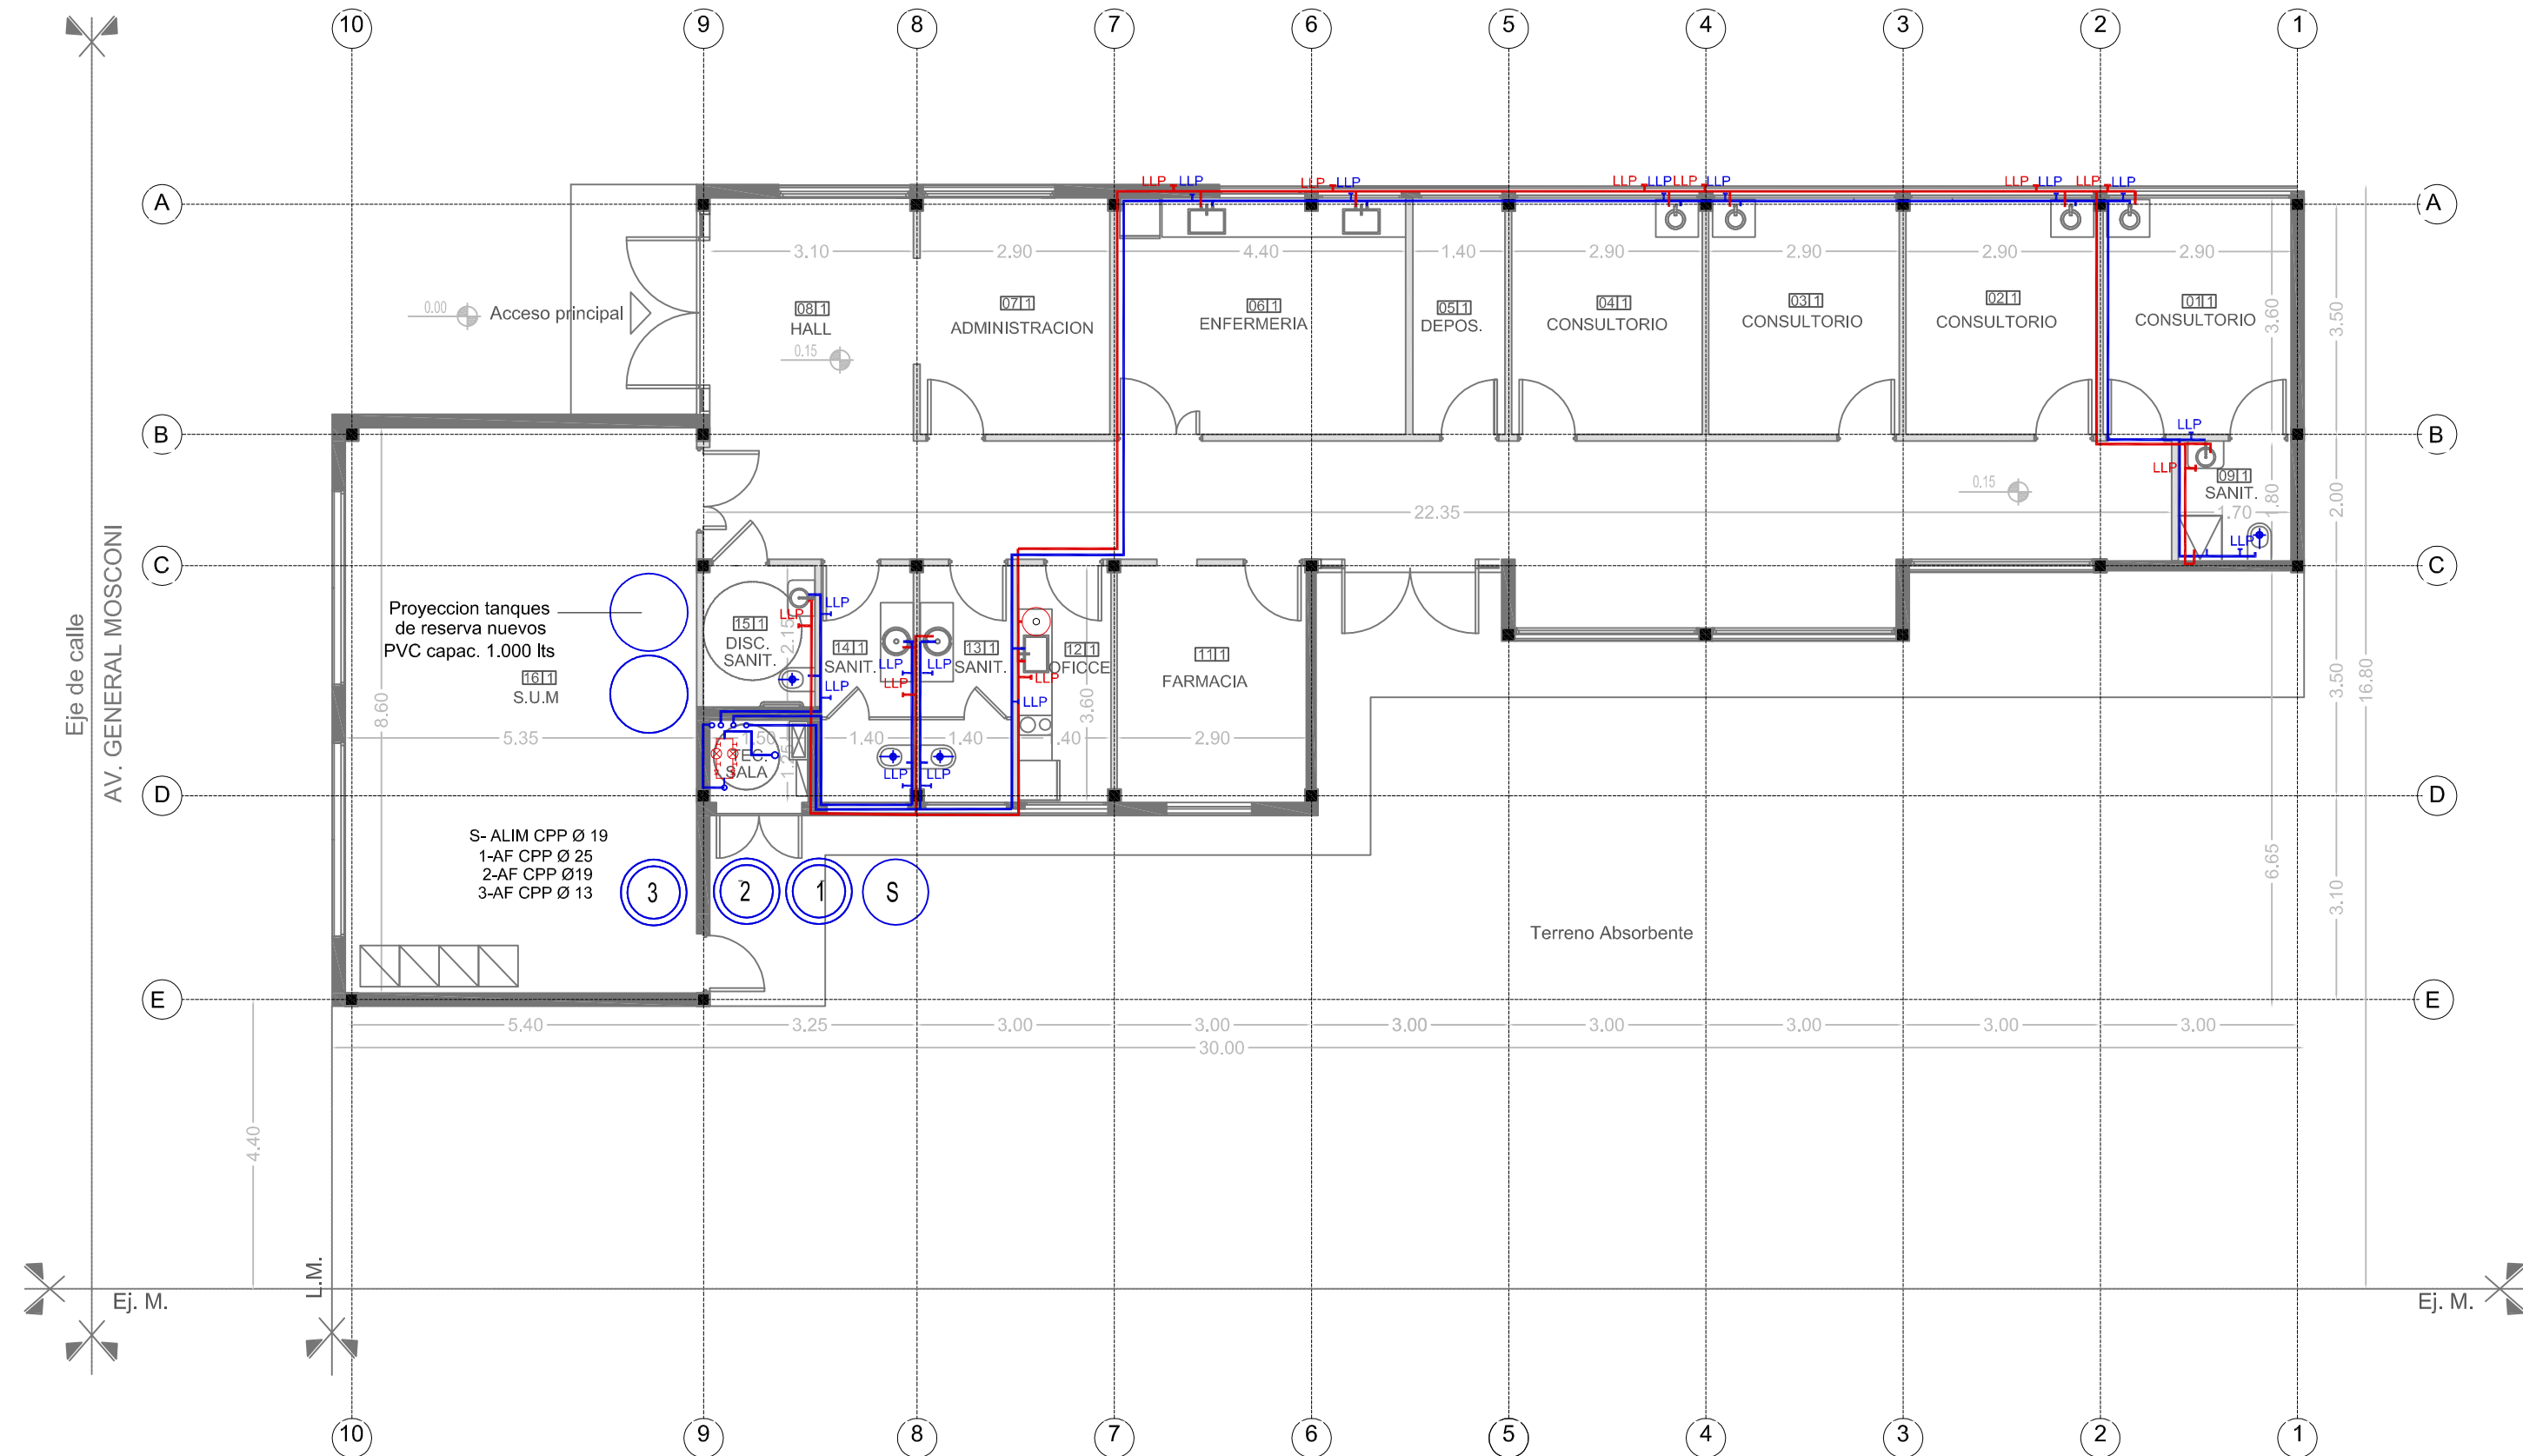 10 9 8 7 6 5 4 3 2 1
LLP LLP LLP LLP LLP LLP LLP LLP LLP LLP LLP LLP
A A
3.10 2.90 4.40 1.40 2.90 2.90 2.90 2.90
0.00 Acceso principal
08 1
HALL
0.15
07 1
ADMINISTRACION
06 1
ENFERMERIA
05 1
DEPOS.
04 1
CONSULTORIO
03 1
CONSULTORIO
02 1
CONSULTORIO
01 1
CONSULTORIO
3.60
3.50
B B
LLP
LLP
09 1
SANIT.
1.80
1.70
LLP
2.00
0.15
22.35
C C
Eje de calle
AV. GENERAL MOSCONI
Proyeccion tanques
de reserva nuevos
PVC capac. 1.000 lts
16 1
S.U.M
8.60
5.35
LLP
LLP
15 1
DISC.
SANIT.
2.15
LLP
14 1
SANIT.
LLP
LLP
LLP
13 1
SANIT.
12 1
OFICCE
LLP
LLP
11 1
FARMACIA
3.60
3.50
16.80
1.50
TEC.
SALA
1.25
1.40 1.40 1.40 2.90
LLP LLP
D D
S- ALIM CPP Ø 19
1-AF CPP Ø 25
2-AF CPP Ø19
3-AF CPP Ø 13
3 2 1 S
Terreno Absorbente
6.65
3.10
E E
5.40 3.25 3.00 3.00 3.00 3.00 3.00 3.00 3.00
30.00
4.40
L.M.
Ej. M. Ej. M.
10 9 8 7 6 5 4 3 2 1